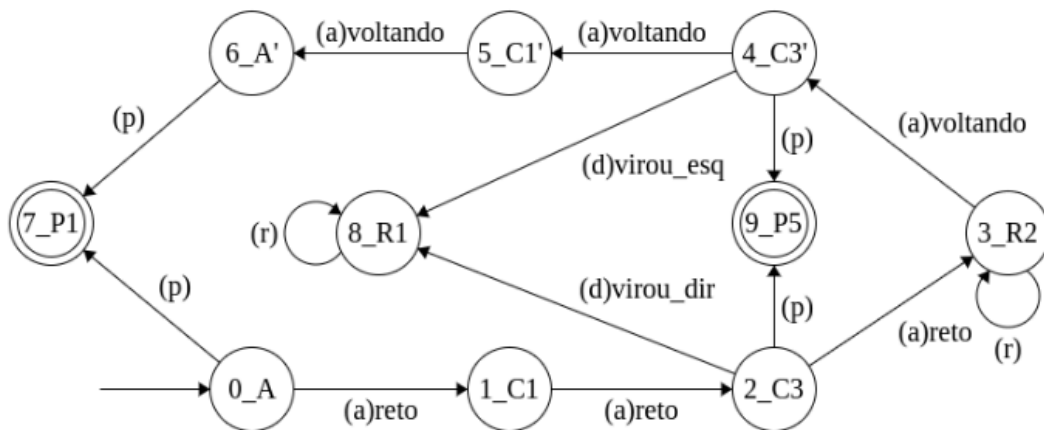 6_A' (a)voltando 5_C1' (a)voltando 4_C3'
(p) (d)virou_esq (p) (a)voltando
7_P1 (r) 8_R1 9_P5 3_R2
(p) (d)virou_dir (p) (a)reto (r)
0_A (a)reto 1_C1 (a)reto 2_C3